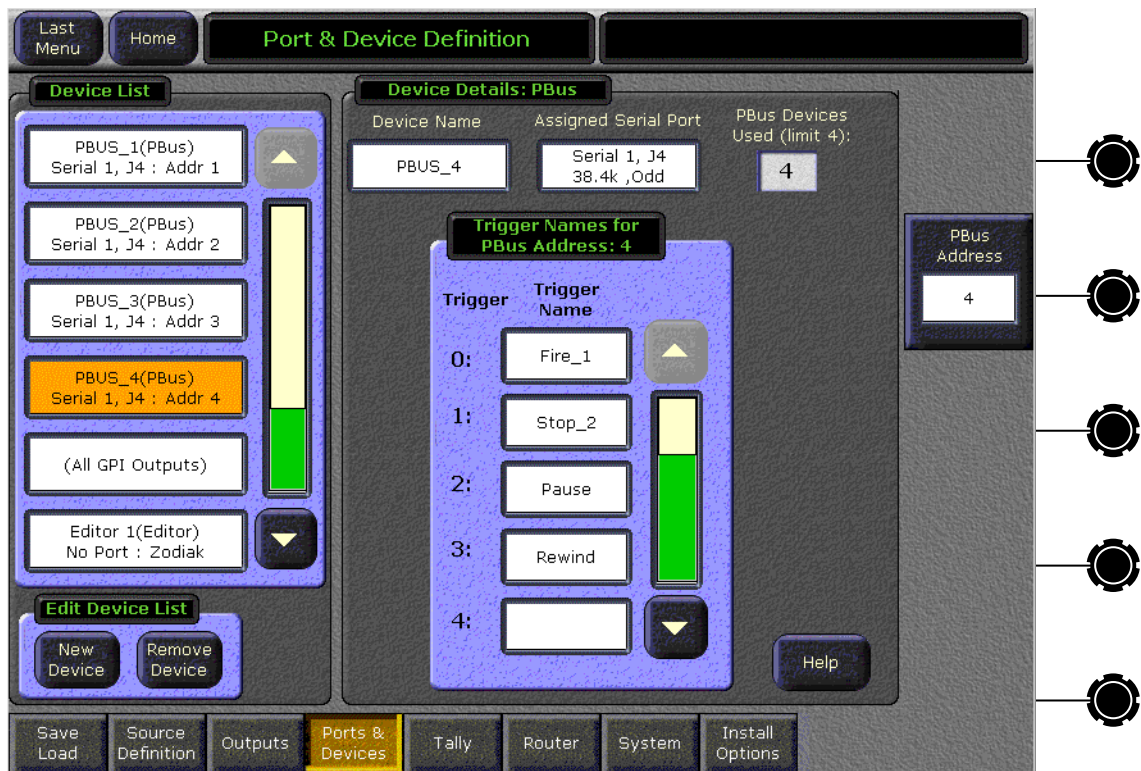 Last
Menu
Home
Port & Device Definition
Device List
PBUS_1(PBus)
Serial 1, J4 : Addr 1
PBUS_2(PBus)
Serial 1, J4 : Addr 2
PBUS_3(PBus)
Serial 1, J4 : Addr 3
PBUS_4(PBus)
Serial 1, J4 : Addr 4
(All GPI Outputs)
Editor 1(Editor)
No Port : Zodiak
Edit Device List
New
Device
Remove
Device
Device Details: PBus
Device Name
PBUS_4
Assigned Serial Port
Serial 1, J4
38.4k ,Odd
PBus Devices
Used (limit 4):
4
Trigger Names for
PBus Address: 4
Trigger
Trigger
Name
0:
Fire_1
1:
Stop_2
2:
Pause
3:
Rewind
4:
Help
PBus
Address
4
Save
Load
Source
Definition
Outputs
Ports &
Devices
Tally
Router
System
Install
Options